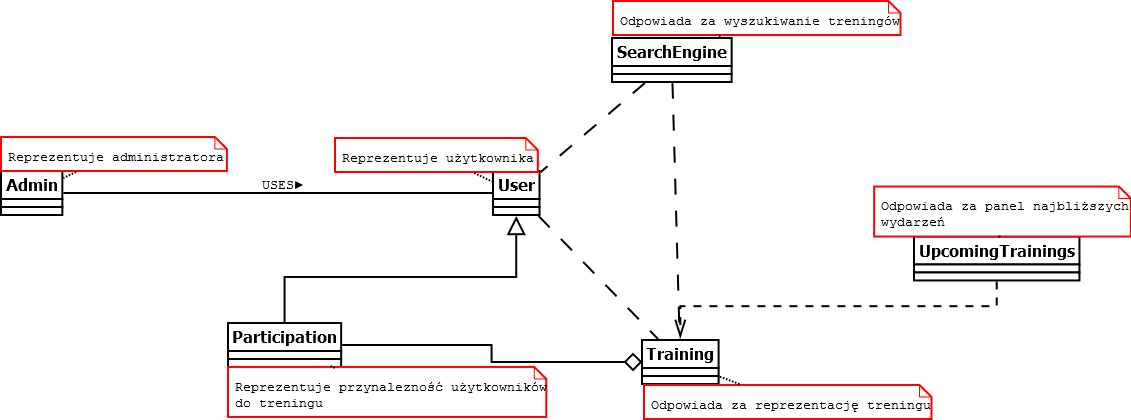 Odpowiada za wyszukiwanie treningów
SearchEngine
Reprezentuje administratora
Admin
USES
Reprezentuje użytkownika
User
Odpowiada za panel najbliższych
wydarzeń
UpcomingTrainings
Participation
Reprezentuje przynalezność użytkowników
do treningu
Training
Odpowiada za reprezentację treningu